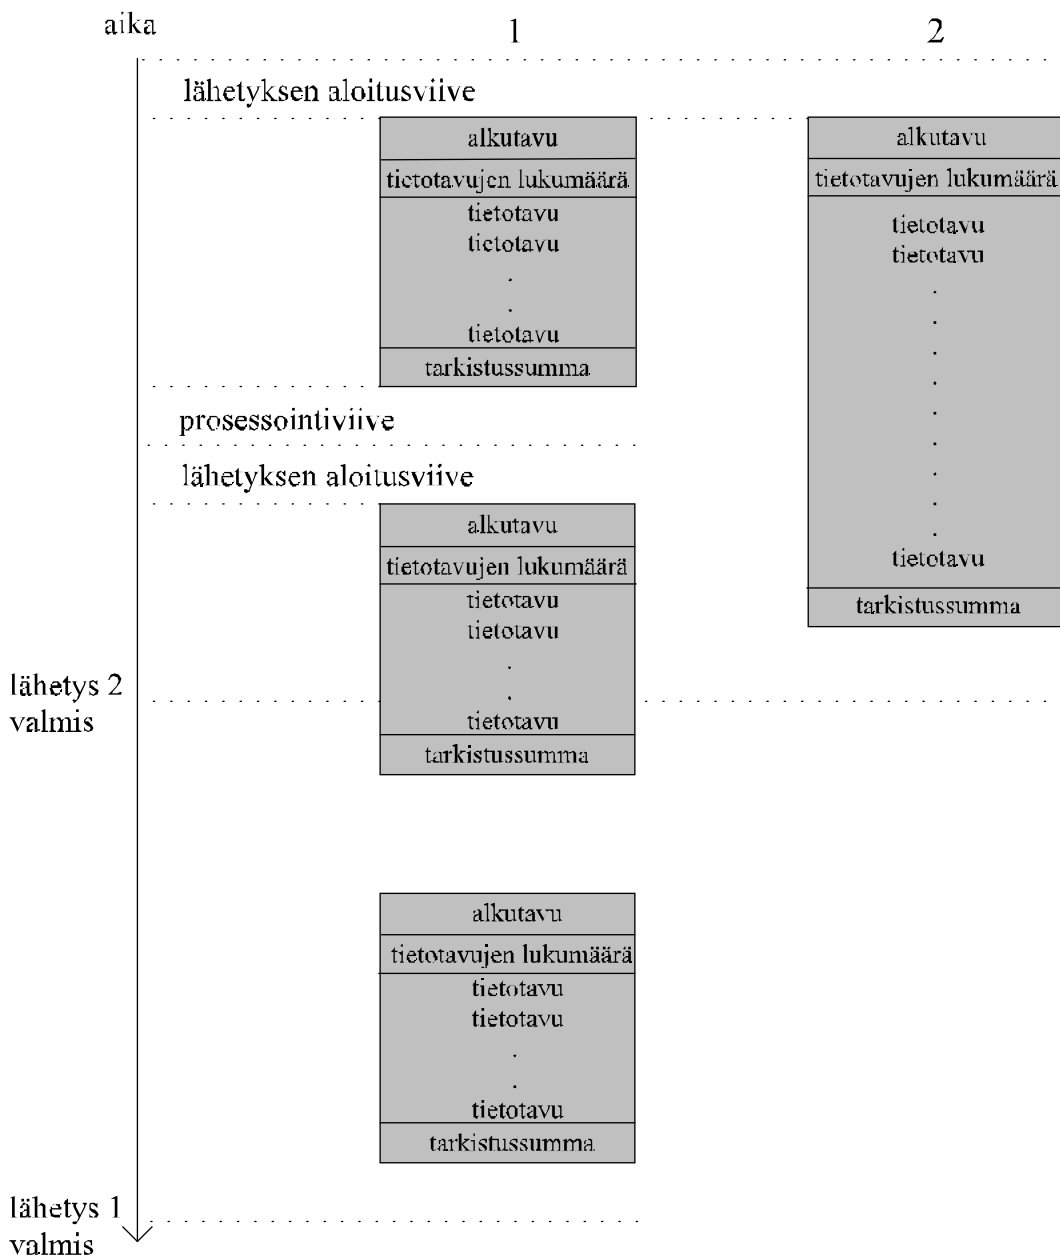 aika
1
2
lähetyksen aloitusviive
alkutavu
tietotavujen lukumäärä
tietotavu
tietotavu
.
.
tietotavu
tarkistussumma
alkutavu
tietotavujen lukumäärä
tietotavu
tietotavu
.
.
.
.
.
.
.
.
.
tietotavu
tarkistussumma
prosessointiviive
lähetyksen aloitusviive
alkutavu
tietotavujen lukumäärä
tietotavu
tietotavu
.
.
tietotavu
tarkistussumma
lähetys 2
valmis
alkutavu
tietotavujen lukumäärä
tietotavu
tietotavu
.
.
tietotavu
tarkistussumma
lähetys 1
valmis